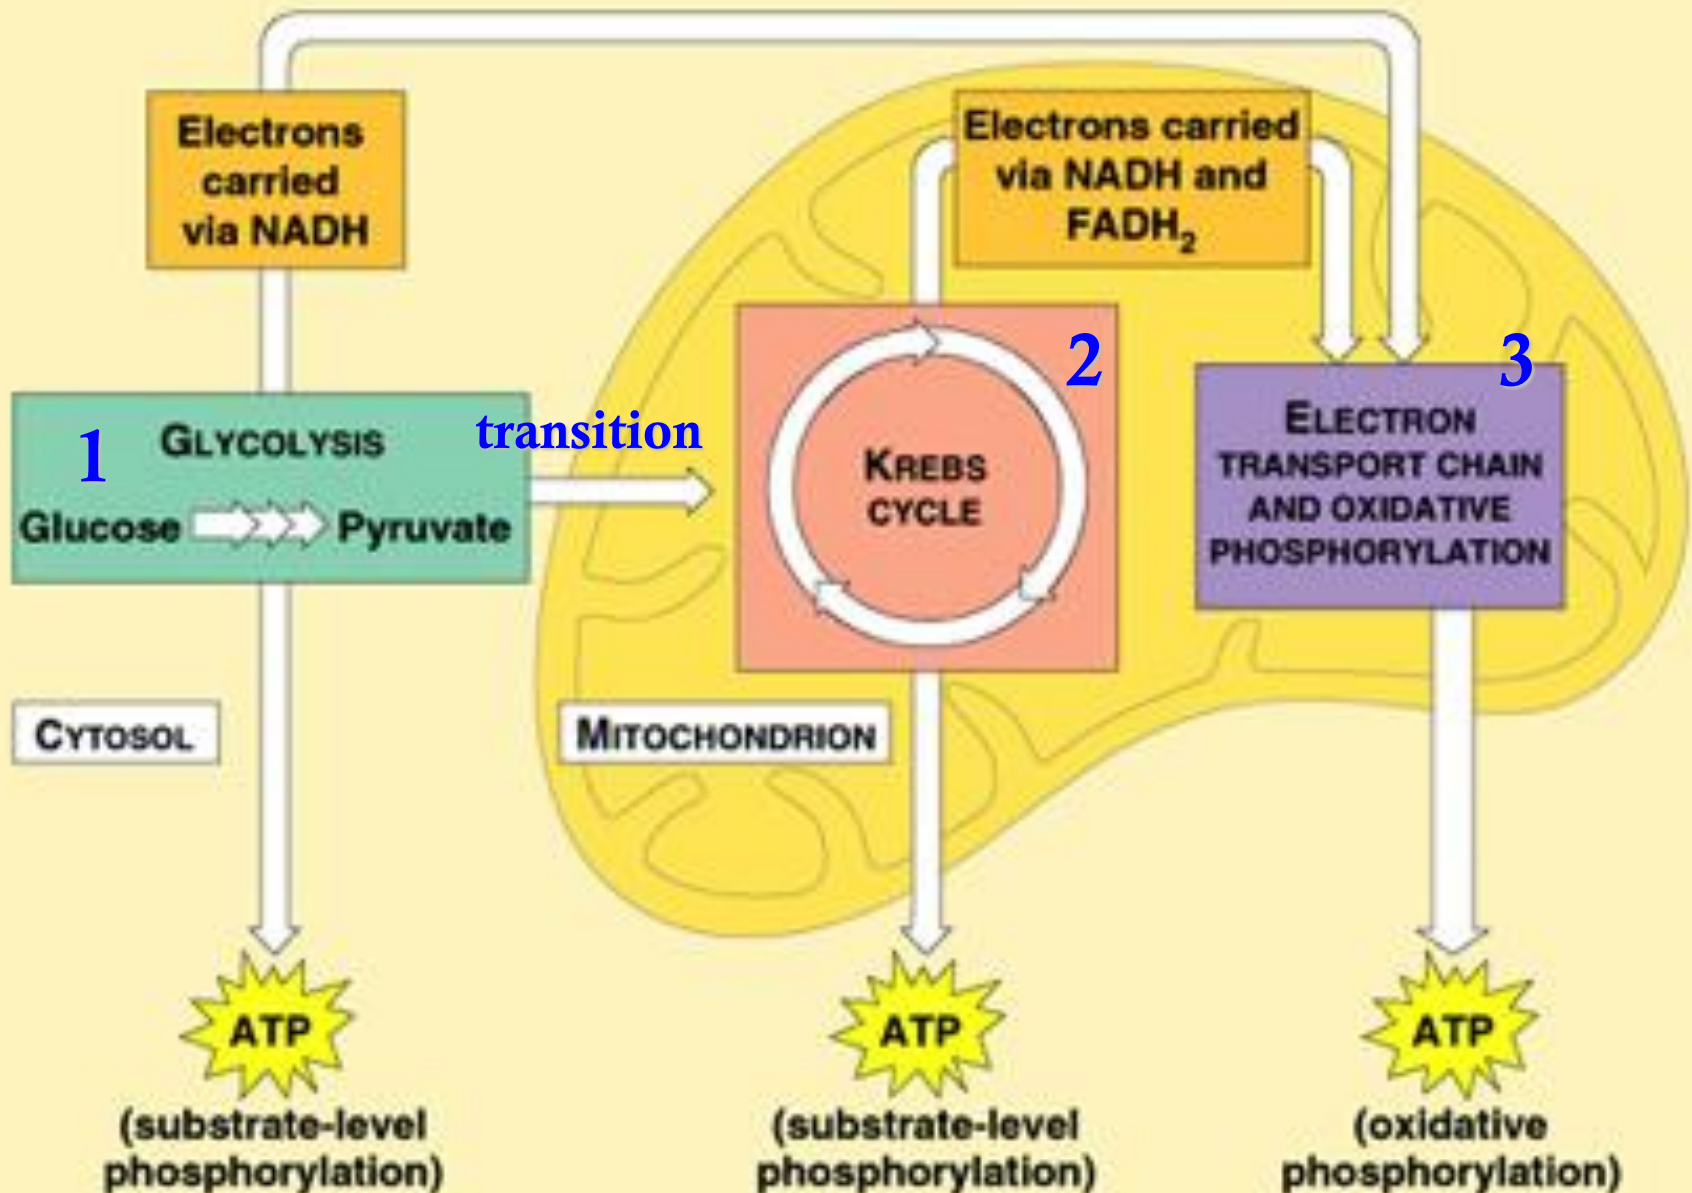 Electrons
carried
via NADH
Electrons carried
via NADH and
FADH2
1
GLYCOLYSIS
Glucose
Pyruvate
transition
2
KREBS
CYCLE
3
ELECTRON
TRANSPORT CHAIN
AND OXIDATIVE
PHOSPHORYLATION
CYTOSOL
MITOCHONDRION
ATP
(substrate-level
phosphorylation)
ATP
(substrate-level
phosphorylation)
ATP
(oxidative
phosphorylation)